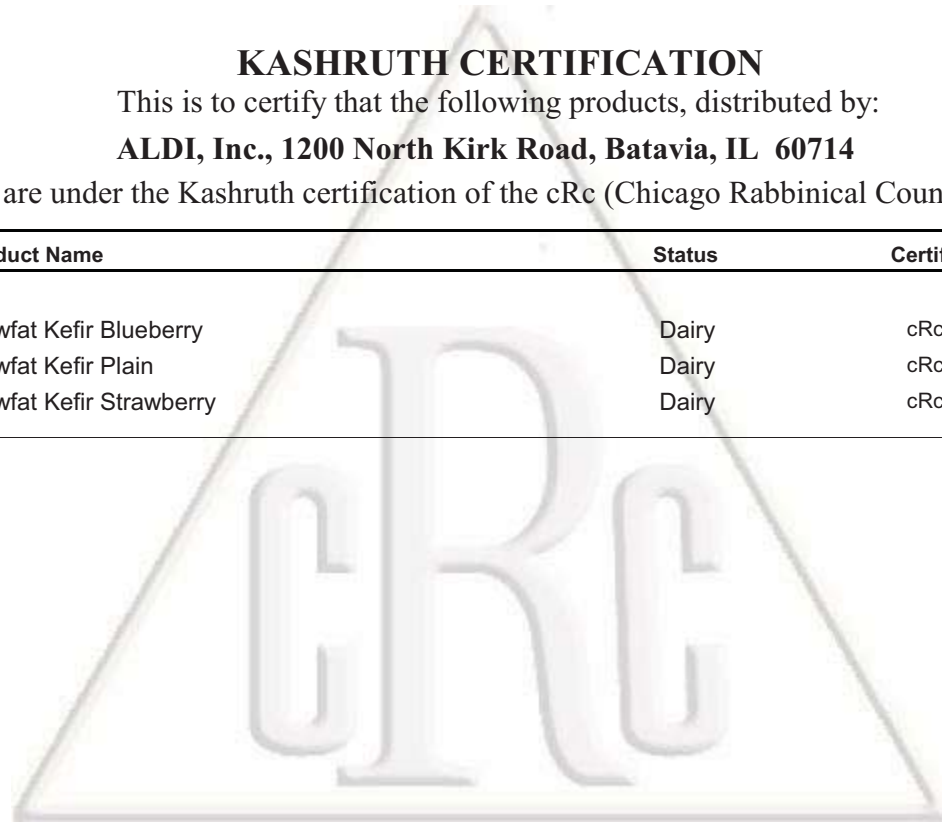 KASHRUTH CERTIFICATION
This is to certify that the following products, distributed by:
ALDI, Inc., 1200 North Kirk Road, Batavia, IL 60714
are under the Kashruth certification of the cRc (Chicago Rabbinical Coun
duct Name Status Certif
wfat Kefir Blueberry Dairy cRc
wfat Kefir Plain Dairy cRc
wfat Kefir Strawberry Dairy cRc
cRc